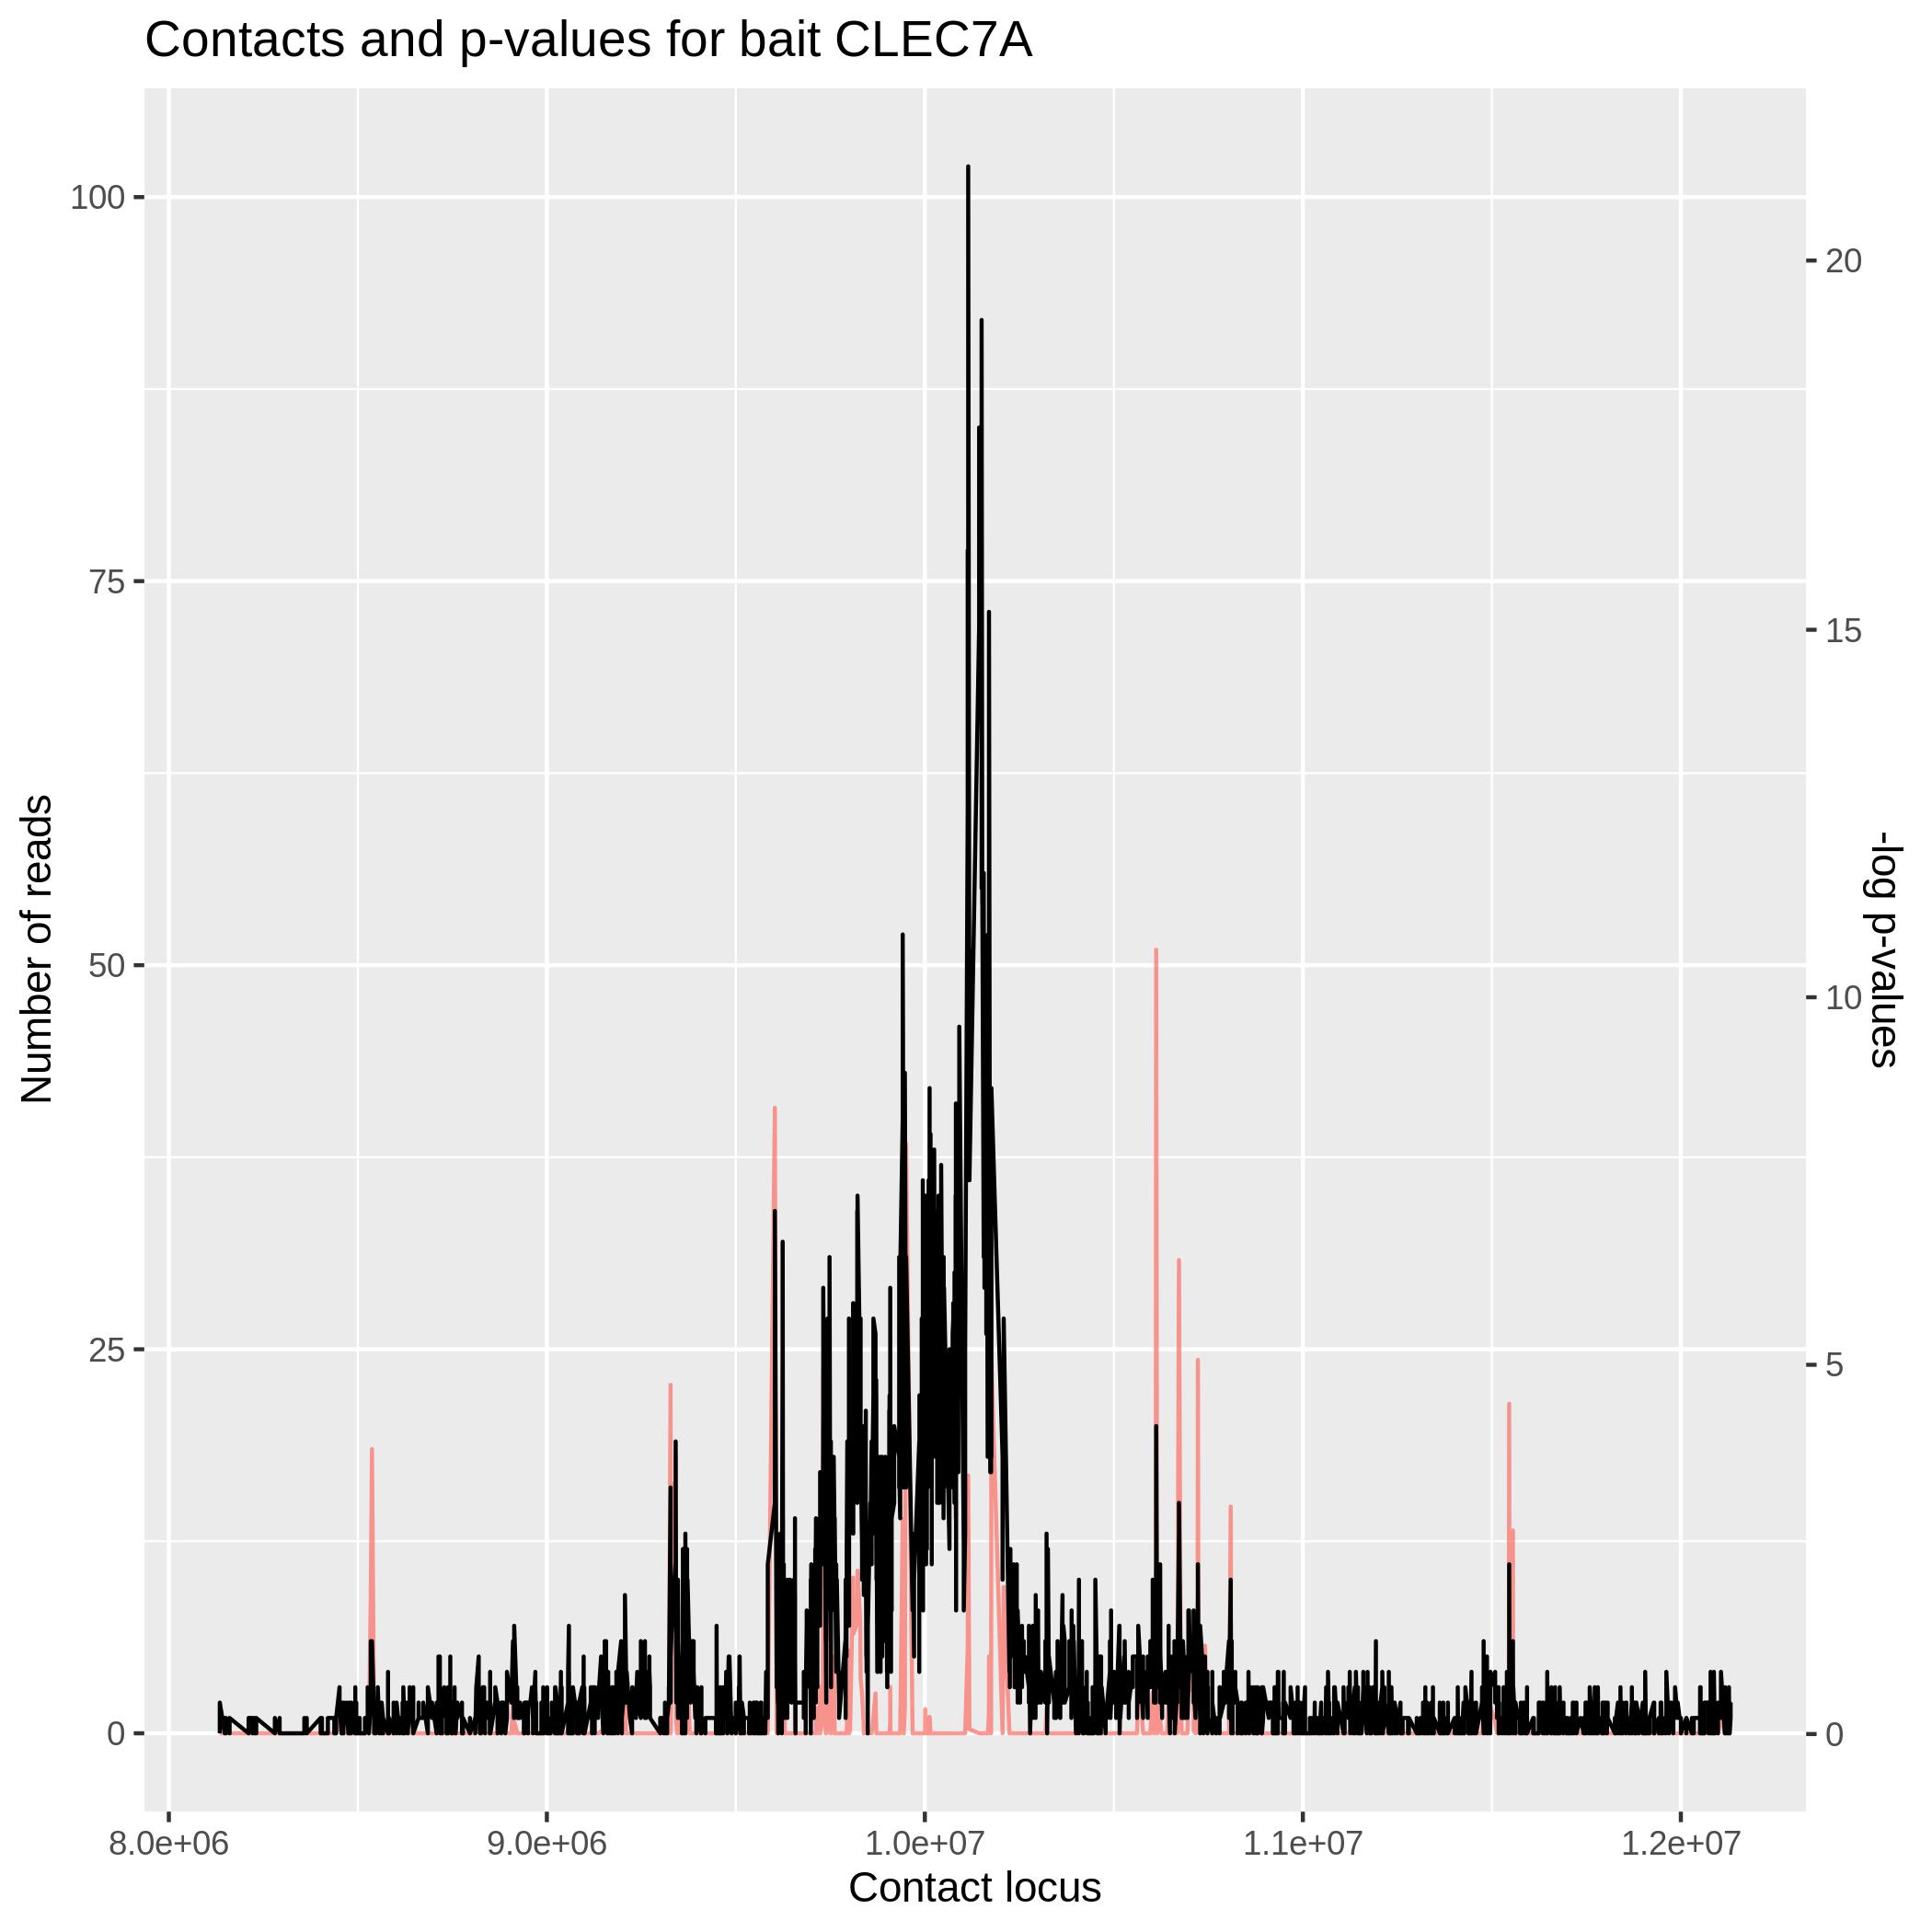 Contacts and p-values for bait CLEC7A
Number of reads
100
75
50
25
0
20
15
10
5
0
-log p-values
8.0e+06 9.0e+06 1.0e+07 1.1e+07 1.2e+07
Contact locus